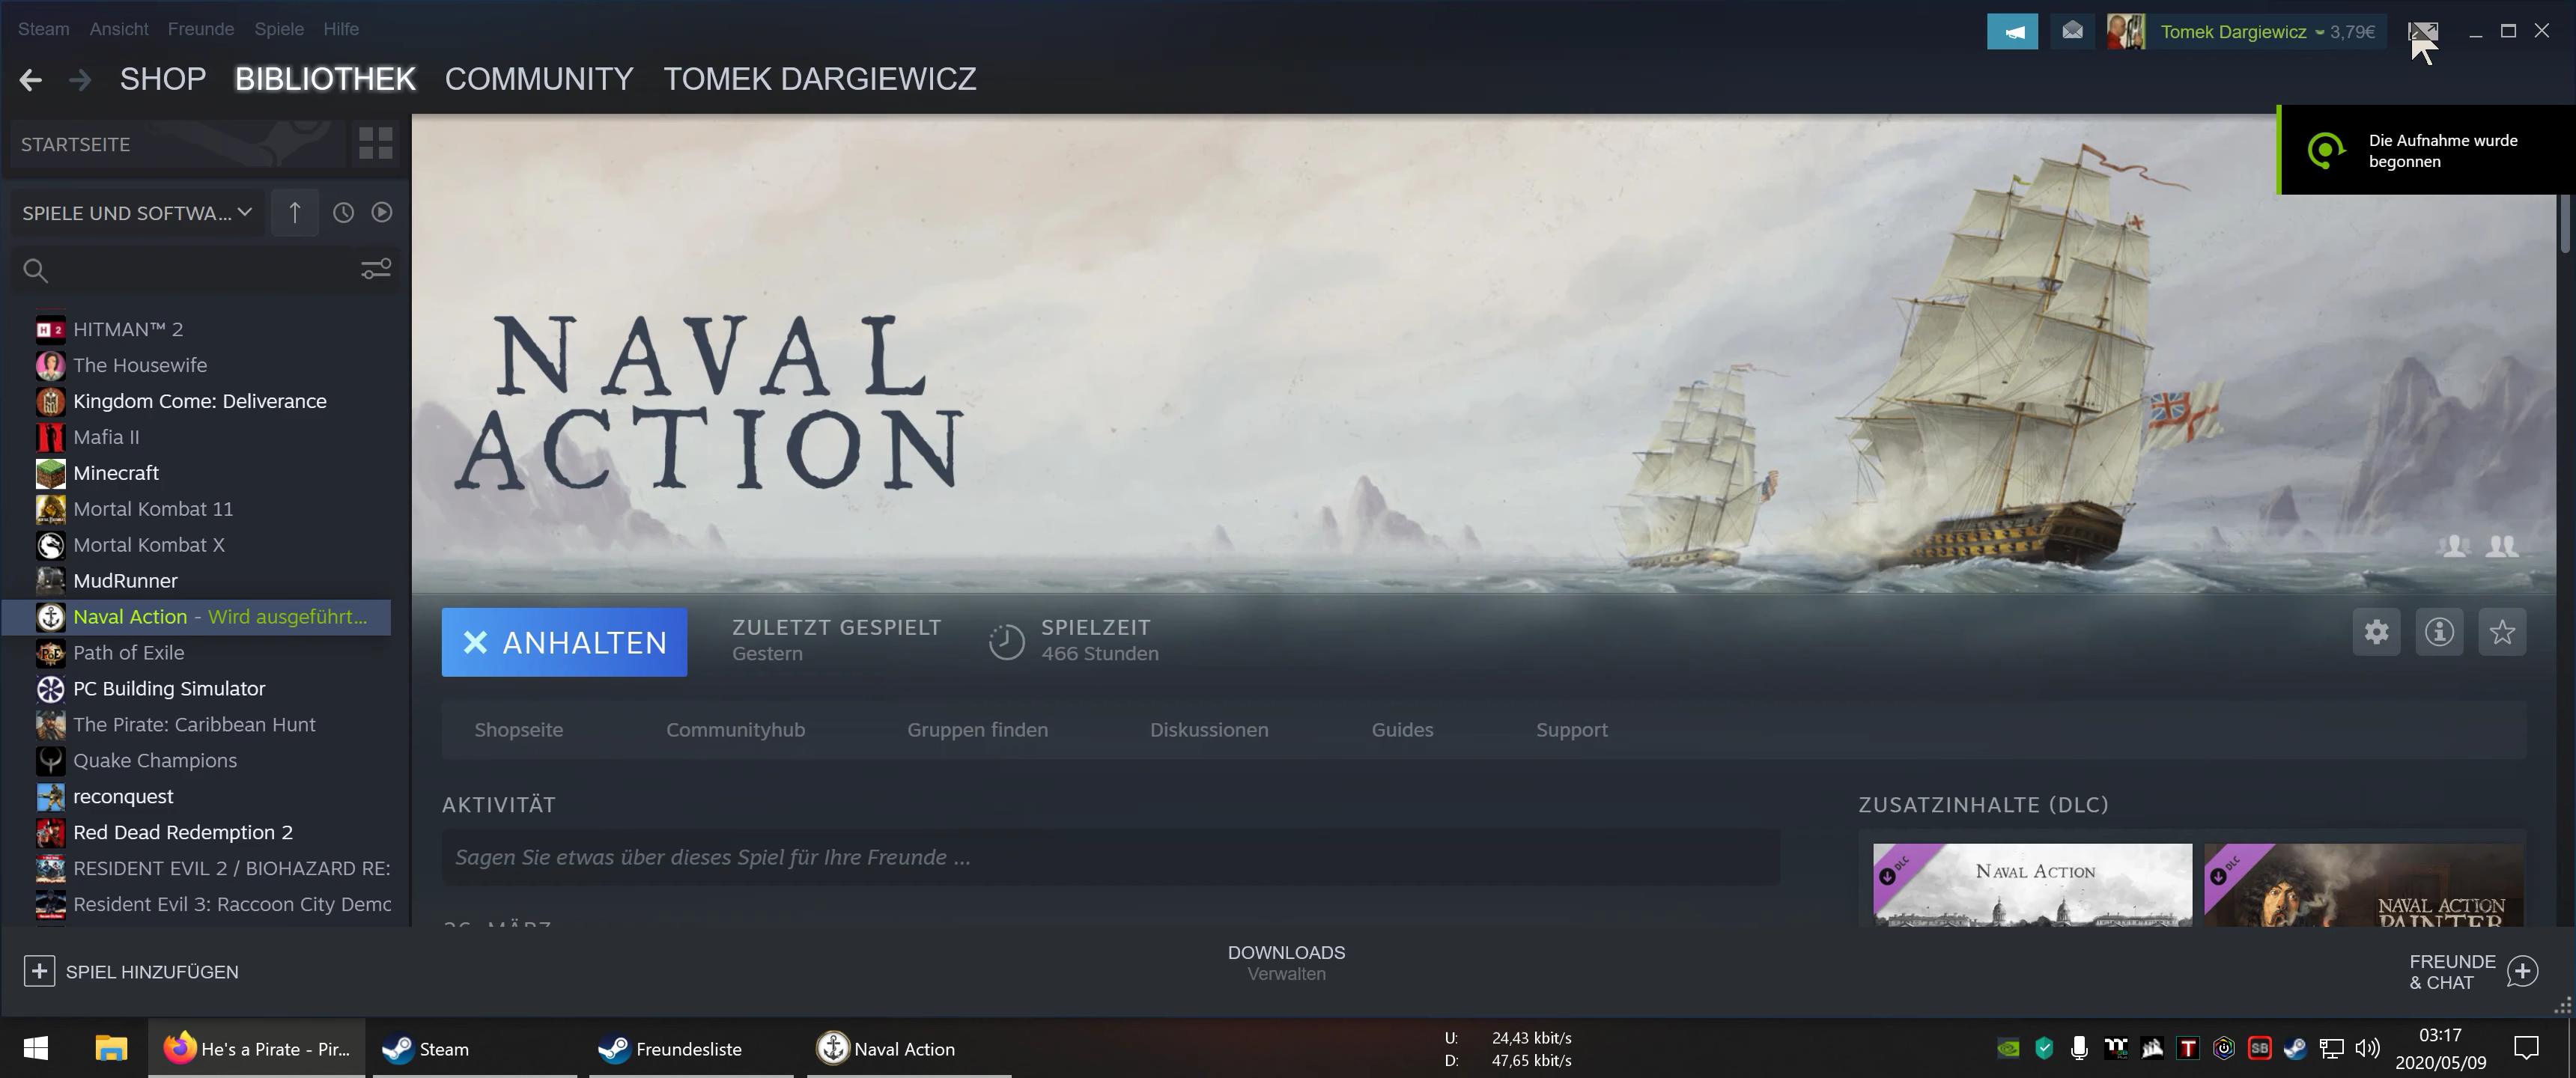 Steam Ansicht Freunde Spiele Hilfe
Tomek Dargiewicz 3,79€
SHOP BIBLIOTHEK COMMUNITY TOMEK DARGIEWICZ
STARTSEITE
Die Aufnahme wurde
begonnen
SPIELE UND SOFTWA...
HITMAN™ 2
The Housewife
Kingdom Come: Deliverance
Mafia II
Minecraft
Mortal Kombat 11
Mortal Kombat X
MudRunner
Naval Action - Wird ausgeführt...
Path of Exile
PC Building Simulator
The Pirate: Caribbean Hunt
Quake Champions
reconquest
Red Dead Redemption 2
RESIDENT EVIL 2 / BIOHAZARD RE:
Resident Evil 3: Raccoon City Demo
NAVAL
ACTION
ANHALTEN
ZULETZT GESPIELT
Gestern
SPIELZEIT
466 Stunden
Shopseite Communityhub Gruppen finden Diskussionen Guides Support
AKTIVITÄT
Sagen Sie etwas über dieses Spiel für Ihre Freunde ...
26. MÄRZ
ZUSATZINHALTE (DLC)
DLC
NAVAL ACTION
DLC
NAVAL ACTION
PAINTER
SPIEL HINZUFÜGEN
DOWNLOADS
Verwalten
FREUNDE
& CHAT
He's a Pirate - Pir...
Steam
Freundesliste
Naval Action
U: 24,43 kbit/s
D: 47,65 kbit/s
SB
03:17
2020/05/09